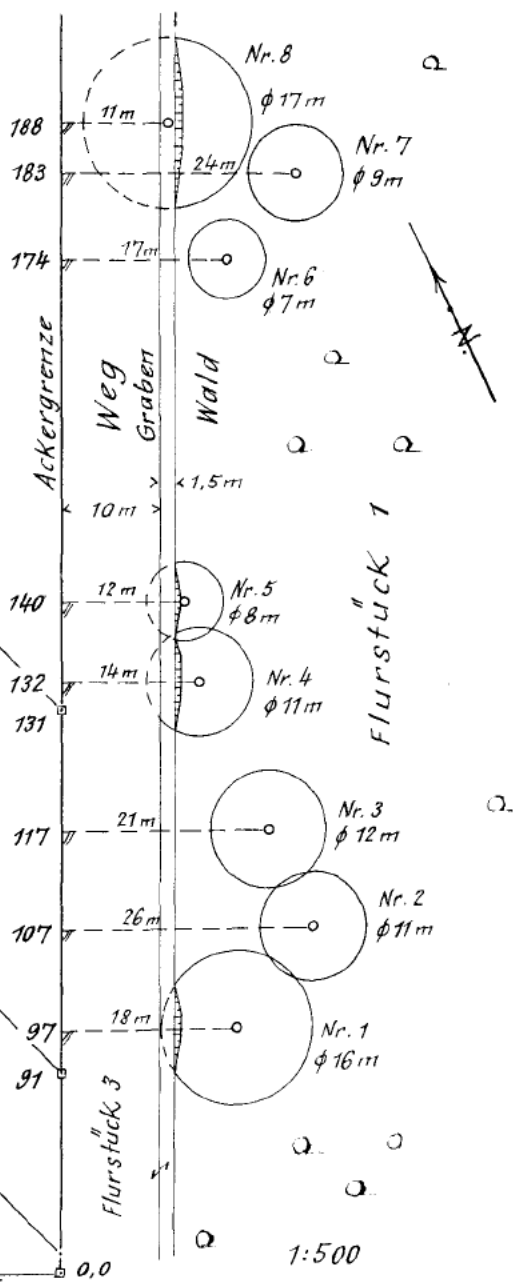 Nr. 8
ϕ 17 m
11 m
188
Nr. 7
ϕ 9 m
24 m
183
17 m
174
Nr. 6
ϕ 7 m
N.
Ackergrenze
Weg
Graben
Wald
1,5 m
10 m
Flurstück 1
12 m
140
Nr. 5
ϕ 8 m
14 m
132
Nr. 4
ϕ 11 m
131
21 m
117
Nr. 3
ϕ 12 m
26 m
107
Nr. 2
ϕ 11 m
18 m
97
Nr. 1
ϕ 16 m
91
Flurstück 3
0,0
1:500